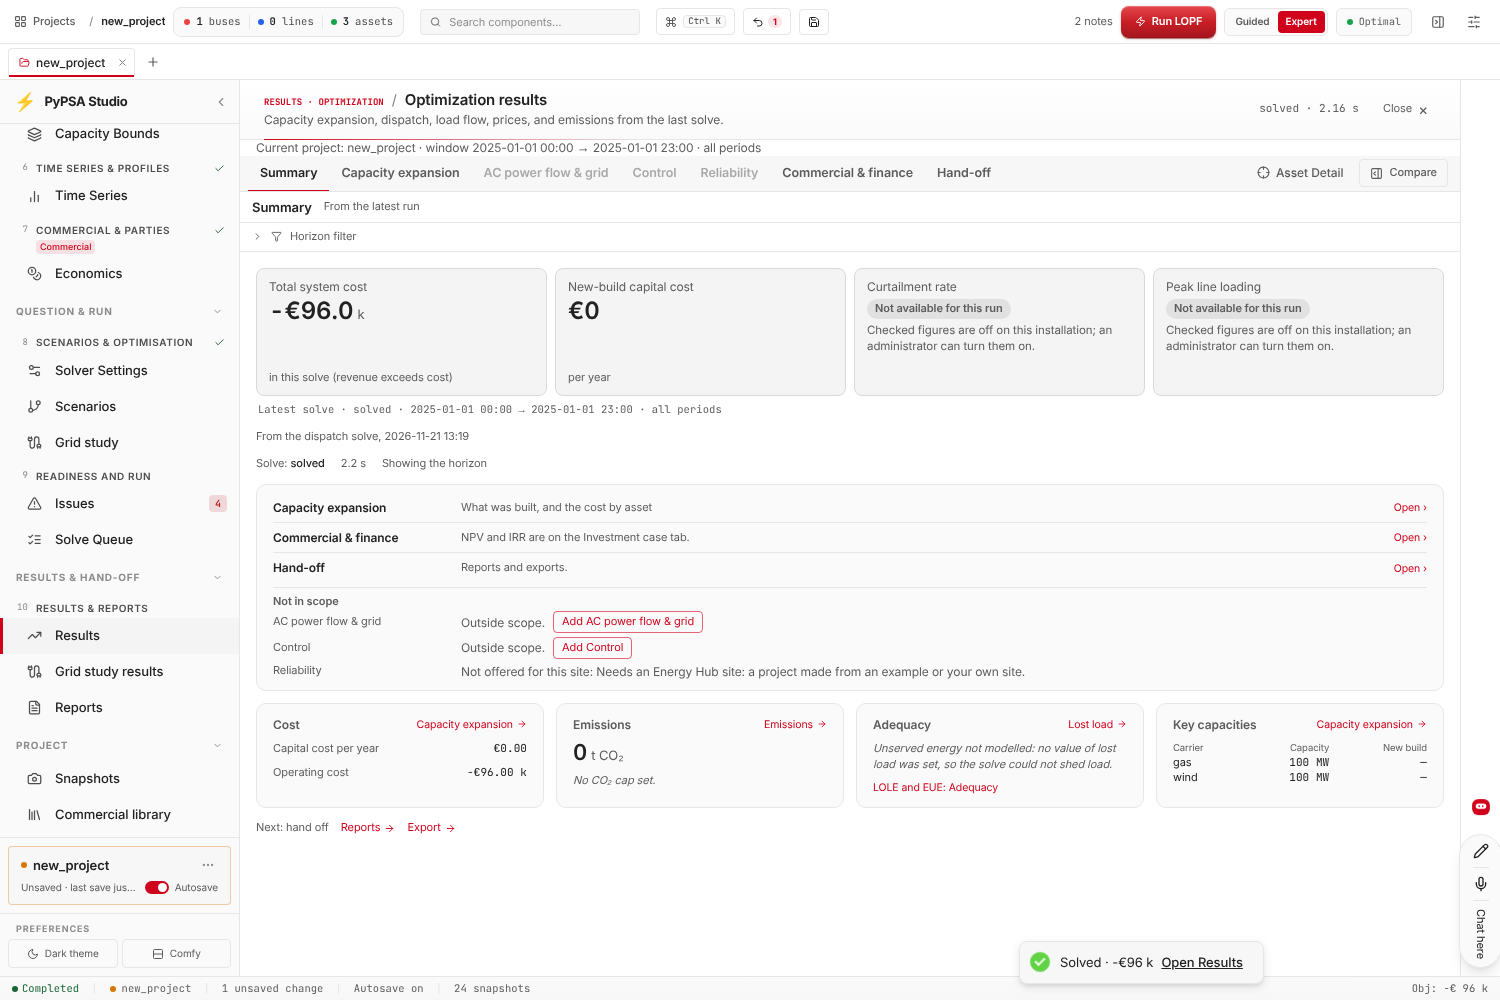 Projects / new_project
1 buses 0 lines 3 assets
Search components...
Ctrl K
1
2 notes
Run LOPF
Guided Expert
Optimal
new_project
PyPSA Studio
Capacity Bounds
6 TIME SERIES & PROFILES
Time Series
7 COMMERCIAL & PARTIES
Commercial
Economics
QUESTION & RUN
8 SCENARIOS & OPTIMISATION
Solver Settings
Scenarios
Grid study
9 READINESS AND RUN
Issues 4
Solve Queue
RESULTS & HAND-OFF
10 RESULTS & REPORTS
Results
Grid study results
Reports
PROJECT
Snapshots
Commercial library
new_project
Unsaved · last save jus... Autosave
PREFERENCES
Dark theme Comfy
RESULTS · OPTIMIZATION / Optimization results
Capacity expansion, dispatch, load flow, prices, and emissions from the last solve.
solved · 2.16 s Close ×
Current project: new_project · window 2025-01-01 00:00 → 2025-01-01 23:00 · all periods
Summary Capacity expansion AC power flow & grid Control Reliability Commercial & finance Hand-off Asset Detail Compare
Summary From the latest run
Horizon filter
Total system cost
-€96.0 k
in this solve (revenue exceeds cost)
New-build capital cost
€0
per year
Curtailment rate
Not available for this run
Checked figures are off on this installation; an
administrator can turn them on.
Peak line loading
Not available for this run
Checked figures are off on this installation; an
administrator can turn them on.
Latest solve · solved · 2025-01-01 00:00 → 2025-01-01 23:00 · all periods
From the dispatch solve, 2026-11-21 13:19
Solve: solved 2.2 s Showing the horizon
Capacity expansion What was built, and the cost by asset Open ›
Commercial & finance NPV and IRR are on the Investment case tab. Open ›
Hand-off Reports and exports. Open ›
Not in scope
AC power flow & grid Outside scope. Add AC power flow & grid
Control Outside scope. Add Control
Reliability Not offered for this site: Needs an Energy Hub site: a project made from an example or your own site.
Cost Capacity expansion →
Capital cost per year €0.00
Operating cost -€96.00 k
Emissions Emissions →
0 t CO₂
No CO₂ cap set.
Adequacy Lost load →
Unserved energy not modelled: no value of lost
load was set, so the solve could not shed load.
LOLE and EUE: Adequacy
Key capacities Capacity expansion →
Carrier Capacity New build
gas 100 MW –
wind 100 MW –
Next: hand off Reports → Export →
Chat here
Solved · -€96 k Open Results
Completed new_project 1 unsaved change Autosave on 24 snapshots Obj: -€ 96 k